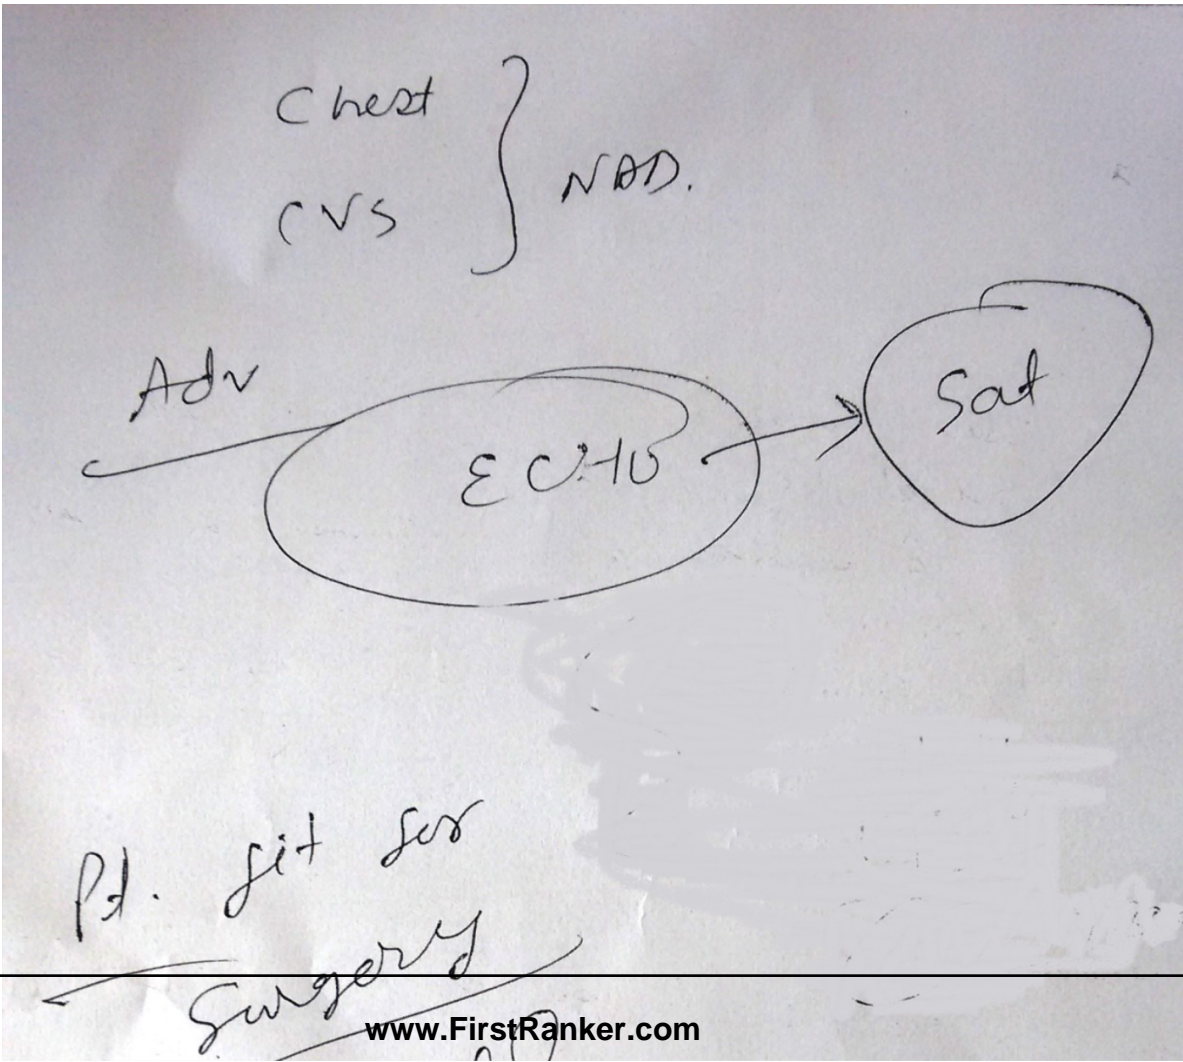 Chest
CVS
NAD.
Adv
ECHO
Sat
Pt. fit for
Surgery
www.FirstRanker.com